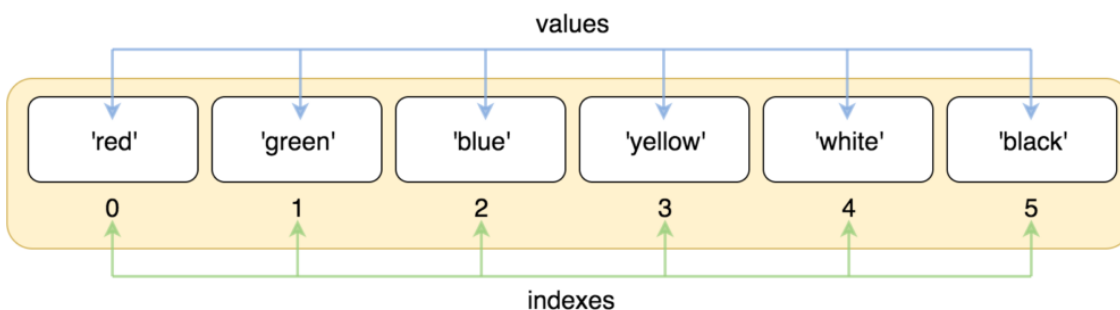 values
'red' 'green' 'blue' 'yellow' 'white' 'black'
0 1 2 3 4 5
indexes